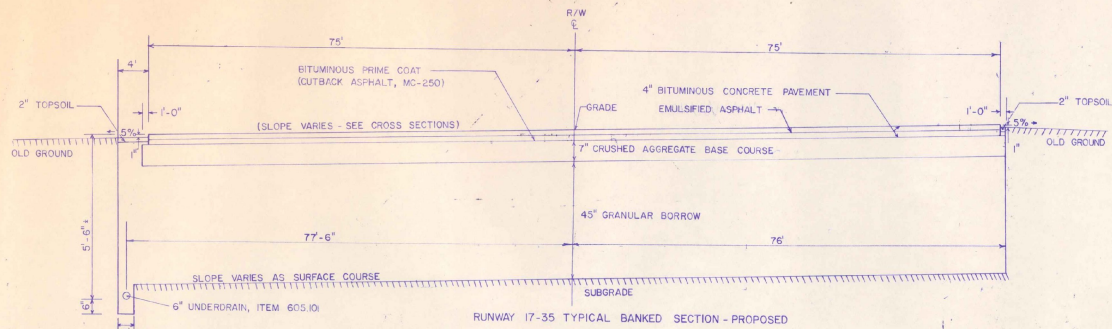 R/W
℄
75'
75'
4'
BITUMINOUS PRIME COAT
(CUTBACK ASPHALT, MC-250)
4" BITUMINOUS CONCRETE PAVEMENT
2" TOPSOIL
1'-0"
GRADE
EMULSIFIED ASPHALT
1'-0"
2" TOPSOIL
5%
(SLOPE VARIES - SEE CROSS SECTIONS)
5%
OLD GROUND
1"
7" CRUSHED AGGREGATE BASE COURSE
1"
OLD GROUND
45" GRANULAR BORROW
5'-6" ±
77'-6"
76'
SLOPE VARIES AS SURFACE COURSE
SUBGRADE
6"
6" UNDERDRAIN, ITEM 605.101
RUNWAY 17-35 TYPICAL BANKED SECTION - PROPOSED